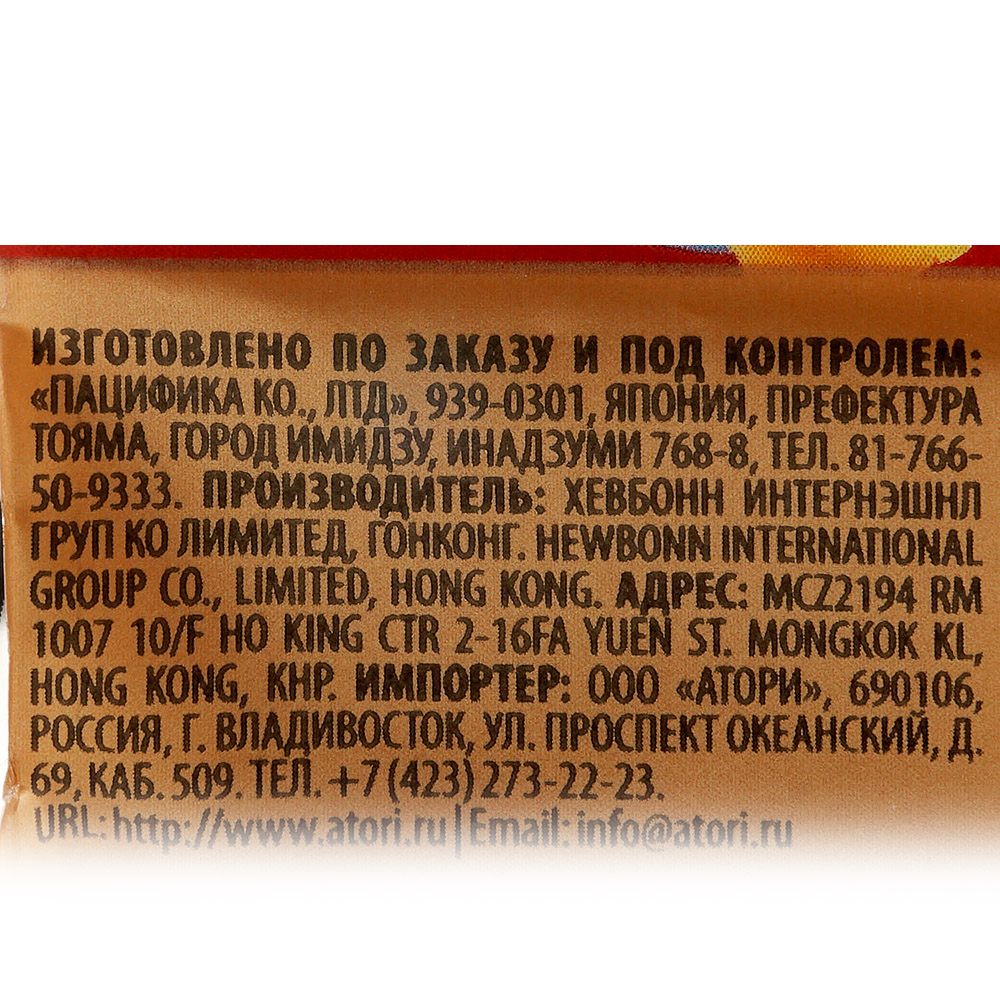 ИЗГОТОВЛЕНО ПО ЗАКАЗУ И ПОД КОНТРОЛЕМ:
«ПАЦИФИКА КО., ЛТД», 939-0301, ЯПОНИЯ, ПРЕФЕКТУРА
ТОЯМА, ГОРОД ИМИДЗУ, ИНАДЗУМИ 768-8, ТЕЛ. 81-766-
50-9333. ПРОИЗВОДИТЕЛЬ: ХЕВБОНН ИНТЕРНЭШНЛ
ГРУП КО ЛИМИТЕД, ГОНКОНГ. NEWBONN INTERNATIONAL
GROUP CO., LIMITED, HONG KONG. АДРЕС: MCZ2194 RM
1007 10/F HO KING CTR 2-16FA YUEN ST. MONGKOK KL,
HONG KONG, КНР. ИМПОРТЕР: ООО «АТОРИ», 690106,
РОССИЯ, Г. ВЛАДИВОСТОК, УЛ. ПРОСПЕКТ ОКЕАНСКИЙ, Д.
69, КАБ. 509. ТЕЛ. +7 (423) 273-22-23.
URL: http://www.atori.ru | Email: info@atori.ru